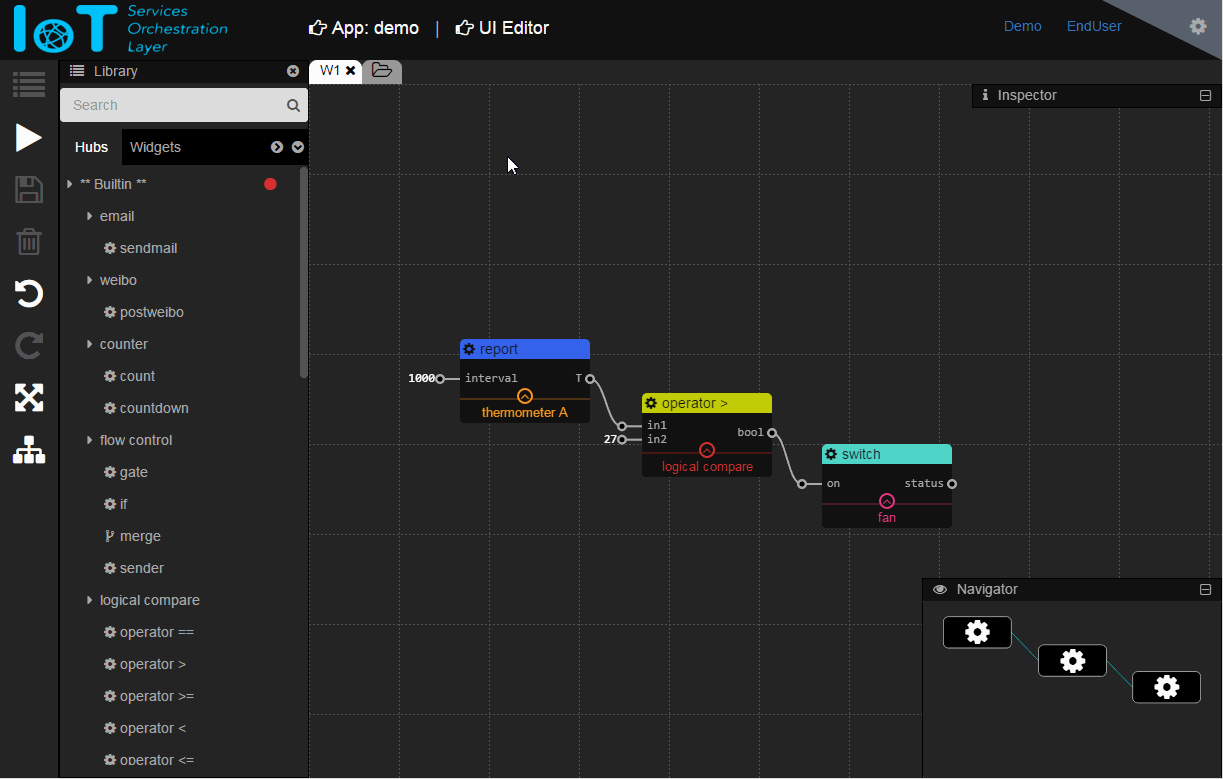 IoT Services
Orchestration
Layer
App: demo | UI Editor
Demo EndUser
Library
W1
Search
Inspector
Hubs Widgets
** Builtin **
email
sendmail
weibo
postweibo
counter
count
countdown
flow control
gate
if
merge
sender
logical compare
operator ==
operator >
operator >=
operator <
operator <=
report
1000 interval T
thermometer A
operator >
in1
27 in2 bool
logical compare
switch
on status
fan
Navigator